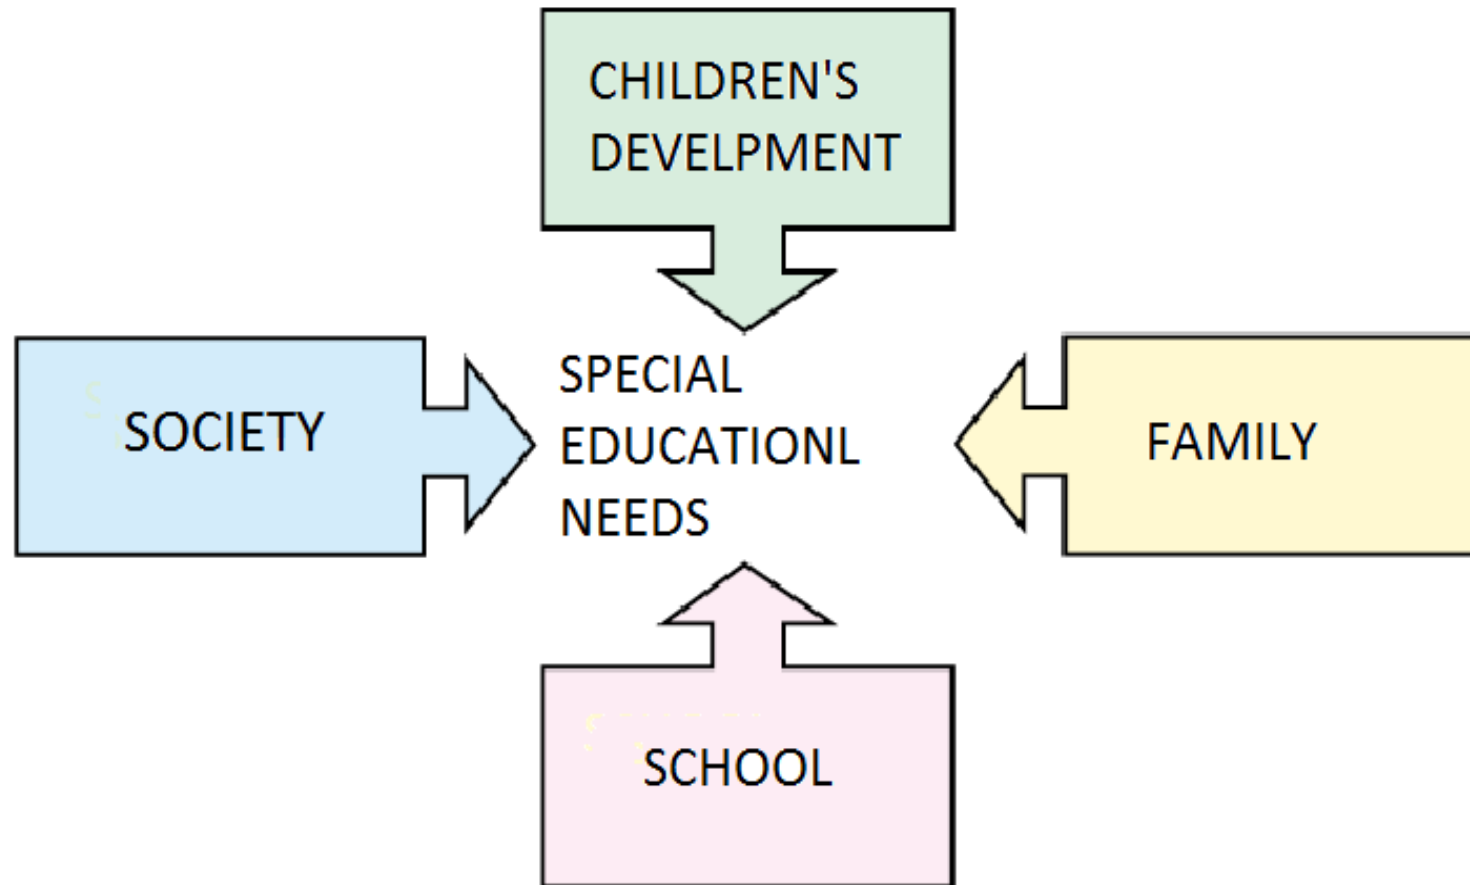 CHILDREN'S
DEVELPMENT
SPECIAL
EDUCATIONL
NEEDS
SOCIETY
FAMILY
SCHOOL